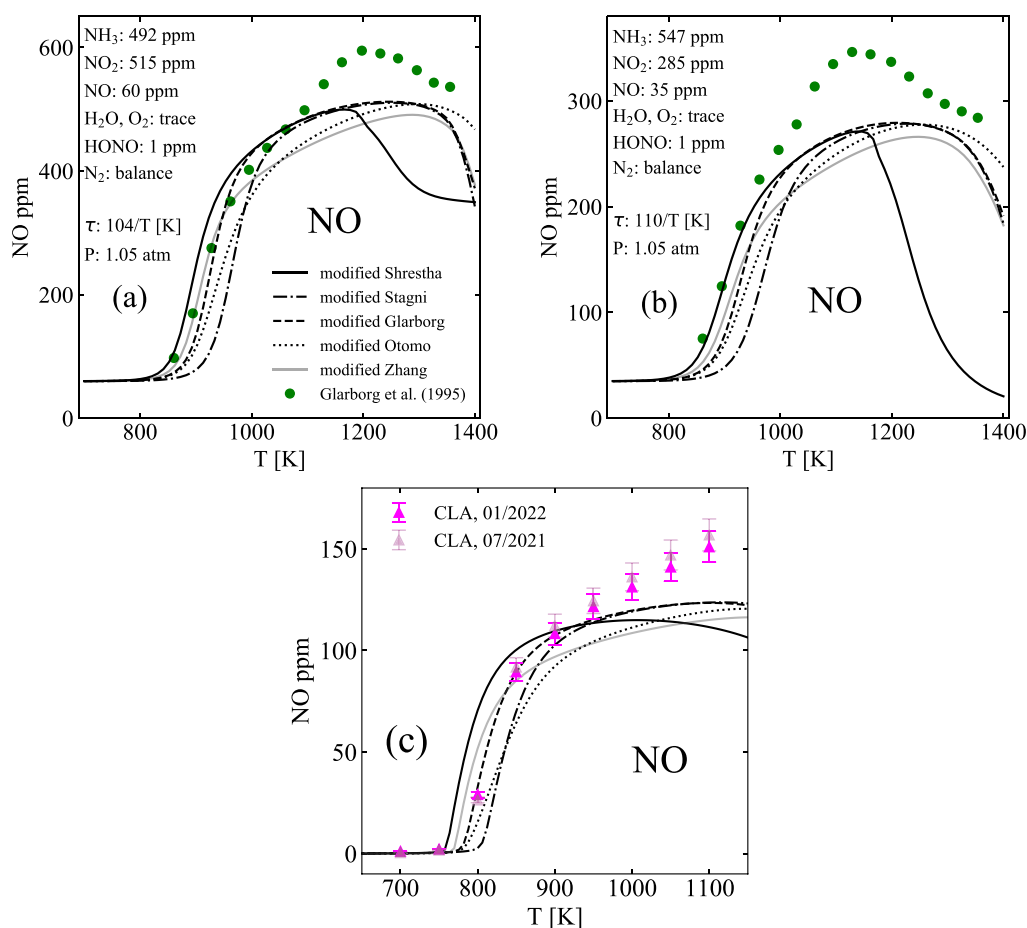 NH3: 492 ppm
NO2: 515 ppm
NO: 60 ppm
H2O, O2: trace
HONO: 1 ppm
N2: balance
τ: 104/T [K]
P: 1.05 atm
(a)
NO
modified Shrestha
modified Stagni
modified Glarborg
modified Otomo
modified Zhang
Glarborg et al. (1995)
NO ppm
600
400
200
0
800
1000
1200
1400
T [K]
NH3: 547 ppm
NO2: 285 ppm
NO: 35 ppm
H2O, O2: trace
HONO: 1 ppm
N2: balance
τ: 110/T [K]
P: 1.05 atm
(b)
NO
NO ppm
300
200
100
0
800
1000
1200
1400
T [K]
CLA, 01/2022
CLA, 07/2021
(c)
NO
NO ppm
150
100
50
0
700
800
900
1000
1100
T [K]